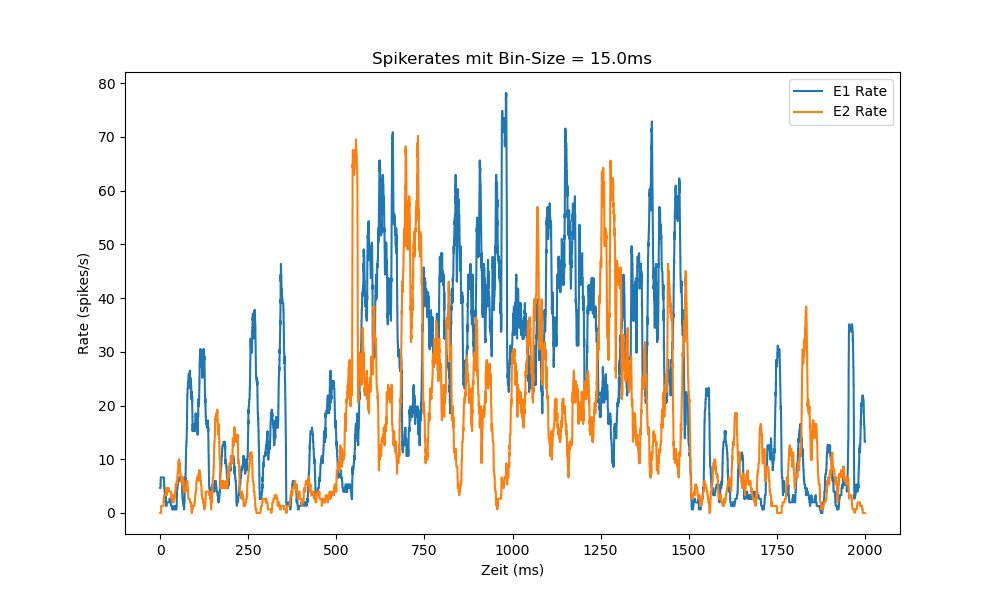 Spikerates mit Bin-Size = 15.0ms
E1 Rate
E2 Rate
80
70
60
50
40
30
20
10
0
Rate (spikes/s)
0 250 500 750 1000 1250 1500 1750 2000
Zeit (ms)